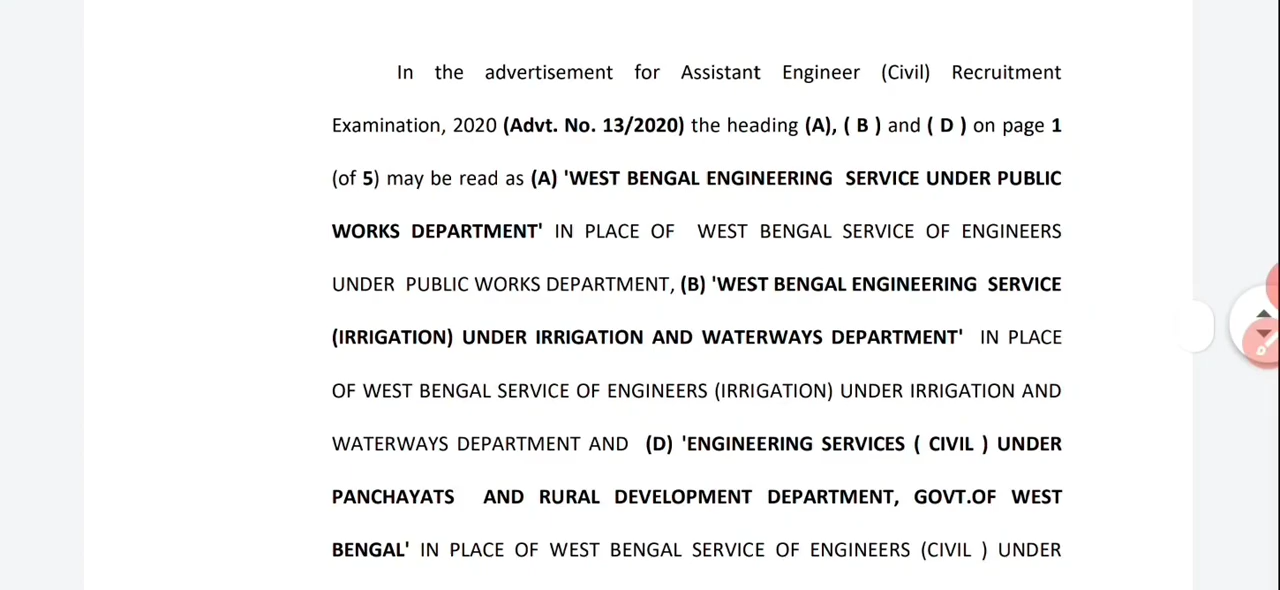 In the advertisement for Assistant Engineer (Civil) Recruitment
Examination, 2020 (Advt. No. 13/2020) the heading (A), ( B ) and ( D ) on page 1
(of 5) may be read as (A) 'WEST BENGAL ENGINEERING SERVICE UNDER PUBLIC
WORKS DEPARTMENT' IN PLACE OF WEST BENGAL SERVICE OF ENGINEERS
UNDER PUBLIC WORKS DEPARTMENT, (B) 'WEST BENGAL ENGINEERING SERVICE
(IRRIGATION) UNDER IRRIGATION AND WATERWAYS DEPARTMENT' IN PLACE
OF WEST BENGAL SERVICE OF ENGINEERS (IRRIGATION) UNDER IRRIGATION AND
WATERWAYS DEPARTMENT AND (D) 'ENGINEERING SERVICES ( CIVIL ) UNDER
PANCHAYATS AND RURAL DEVELOPMENT DEPARTMENT, GOVT.OF WEST
BENGAL' IN PLACE OF WEST BENGAL SERVICE OF ENGINEERS (CIVIL ) UNDER